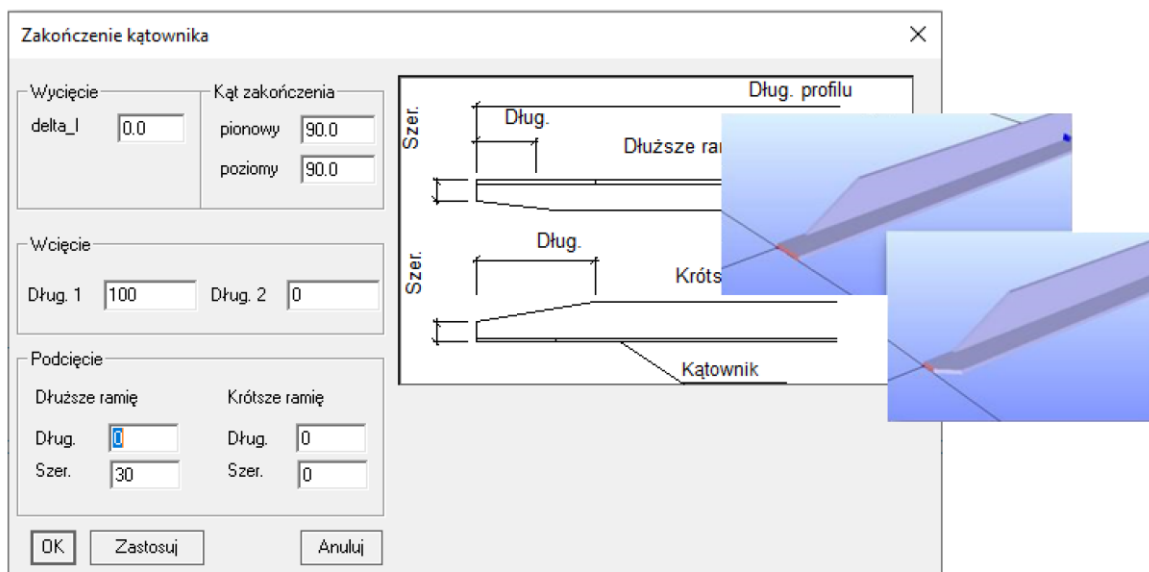 Zakończenie kątownika
Wycięcie
delta_l 0.0
Kąt zakończenia
pionowy 90.0
poziomy 90.0
Wcięcie
Dług. 1 100 Dług. 2 0
Podcięcie
Dłuższe ramię
Dług. 0
Szer. 30
Krótsze ramię
Dług. 0
Szer. 0
OK Zastosuj Anuluj
Dług. profilu
Szer.
Dług.
Dłuższe
Szer.
Dług.
Kątownik